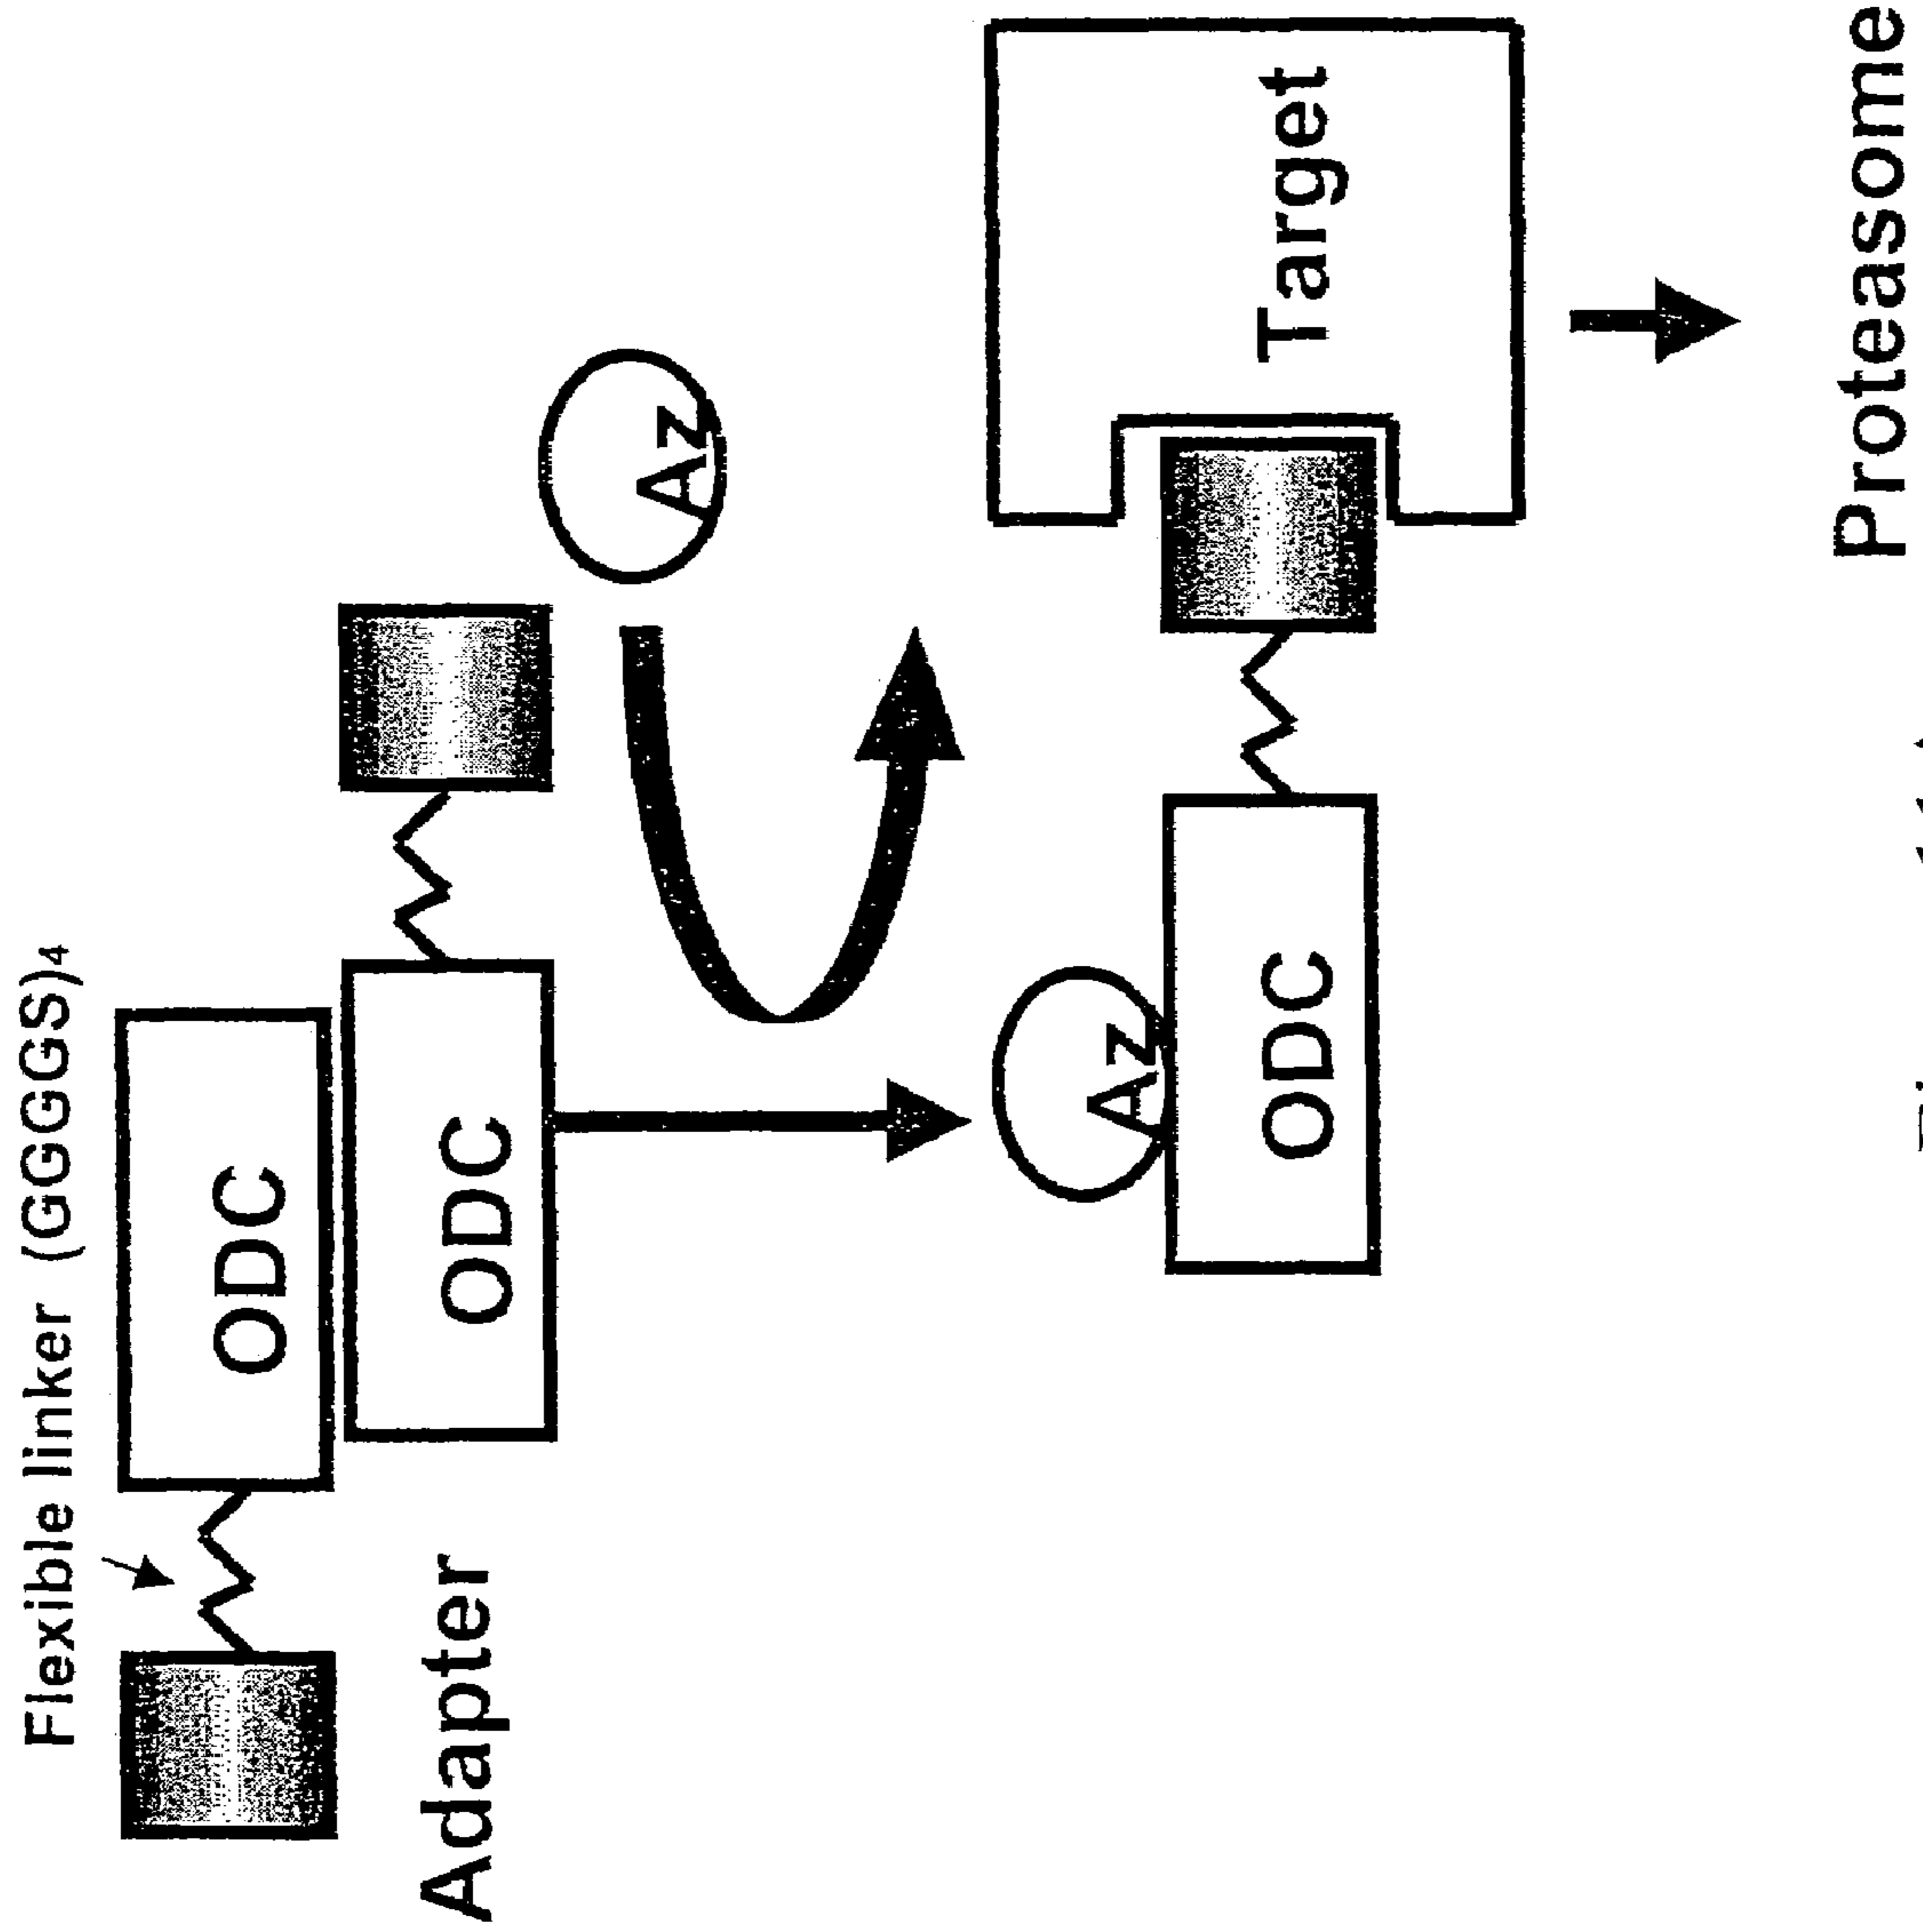 Flexible linker (GGGGS)₄
ODC
ODC
Adapter
Az
Az
ODC
Target
Proteasome